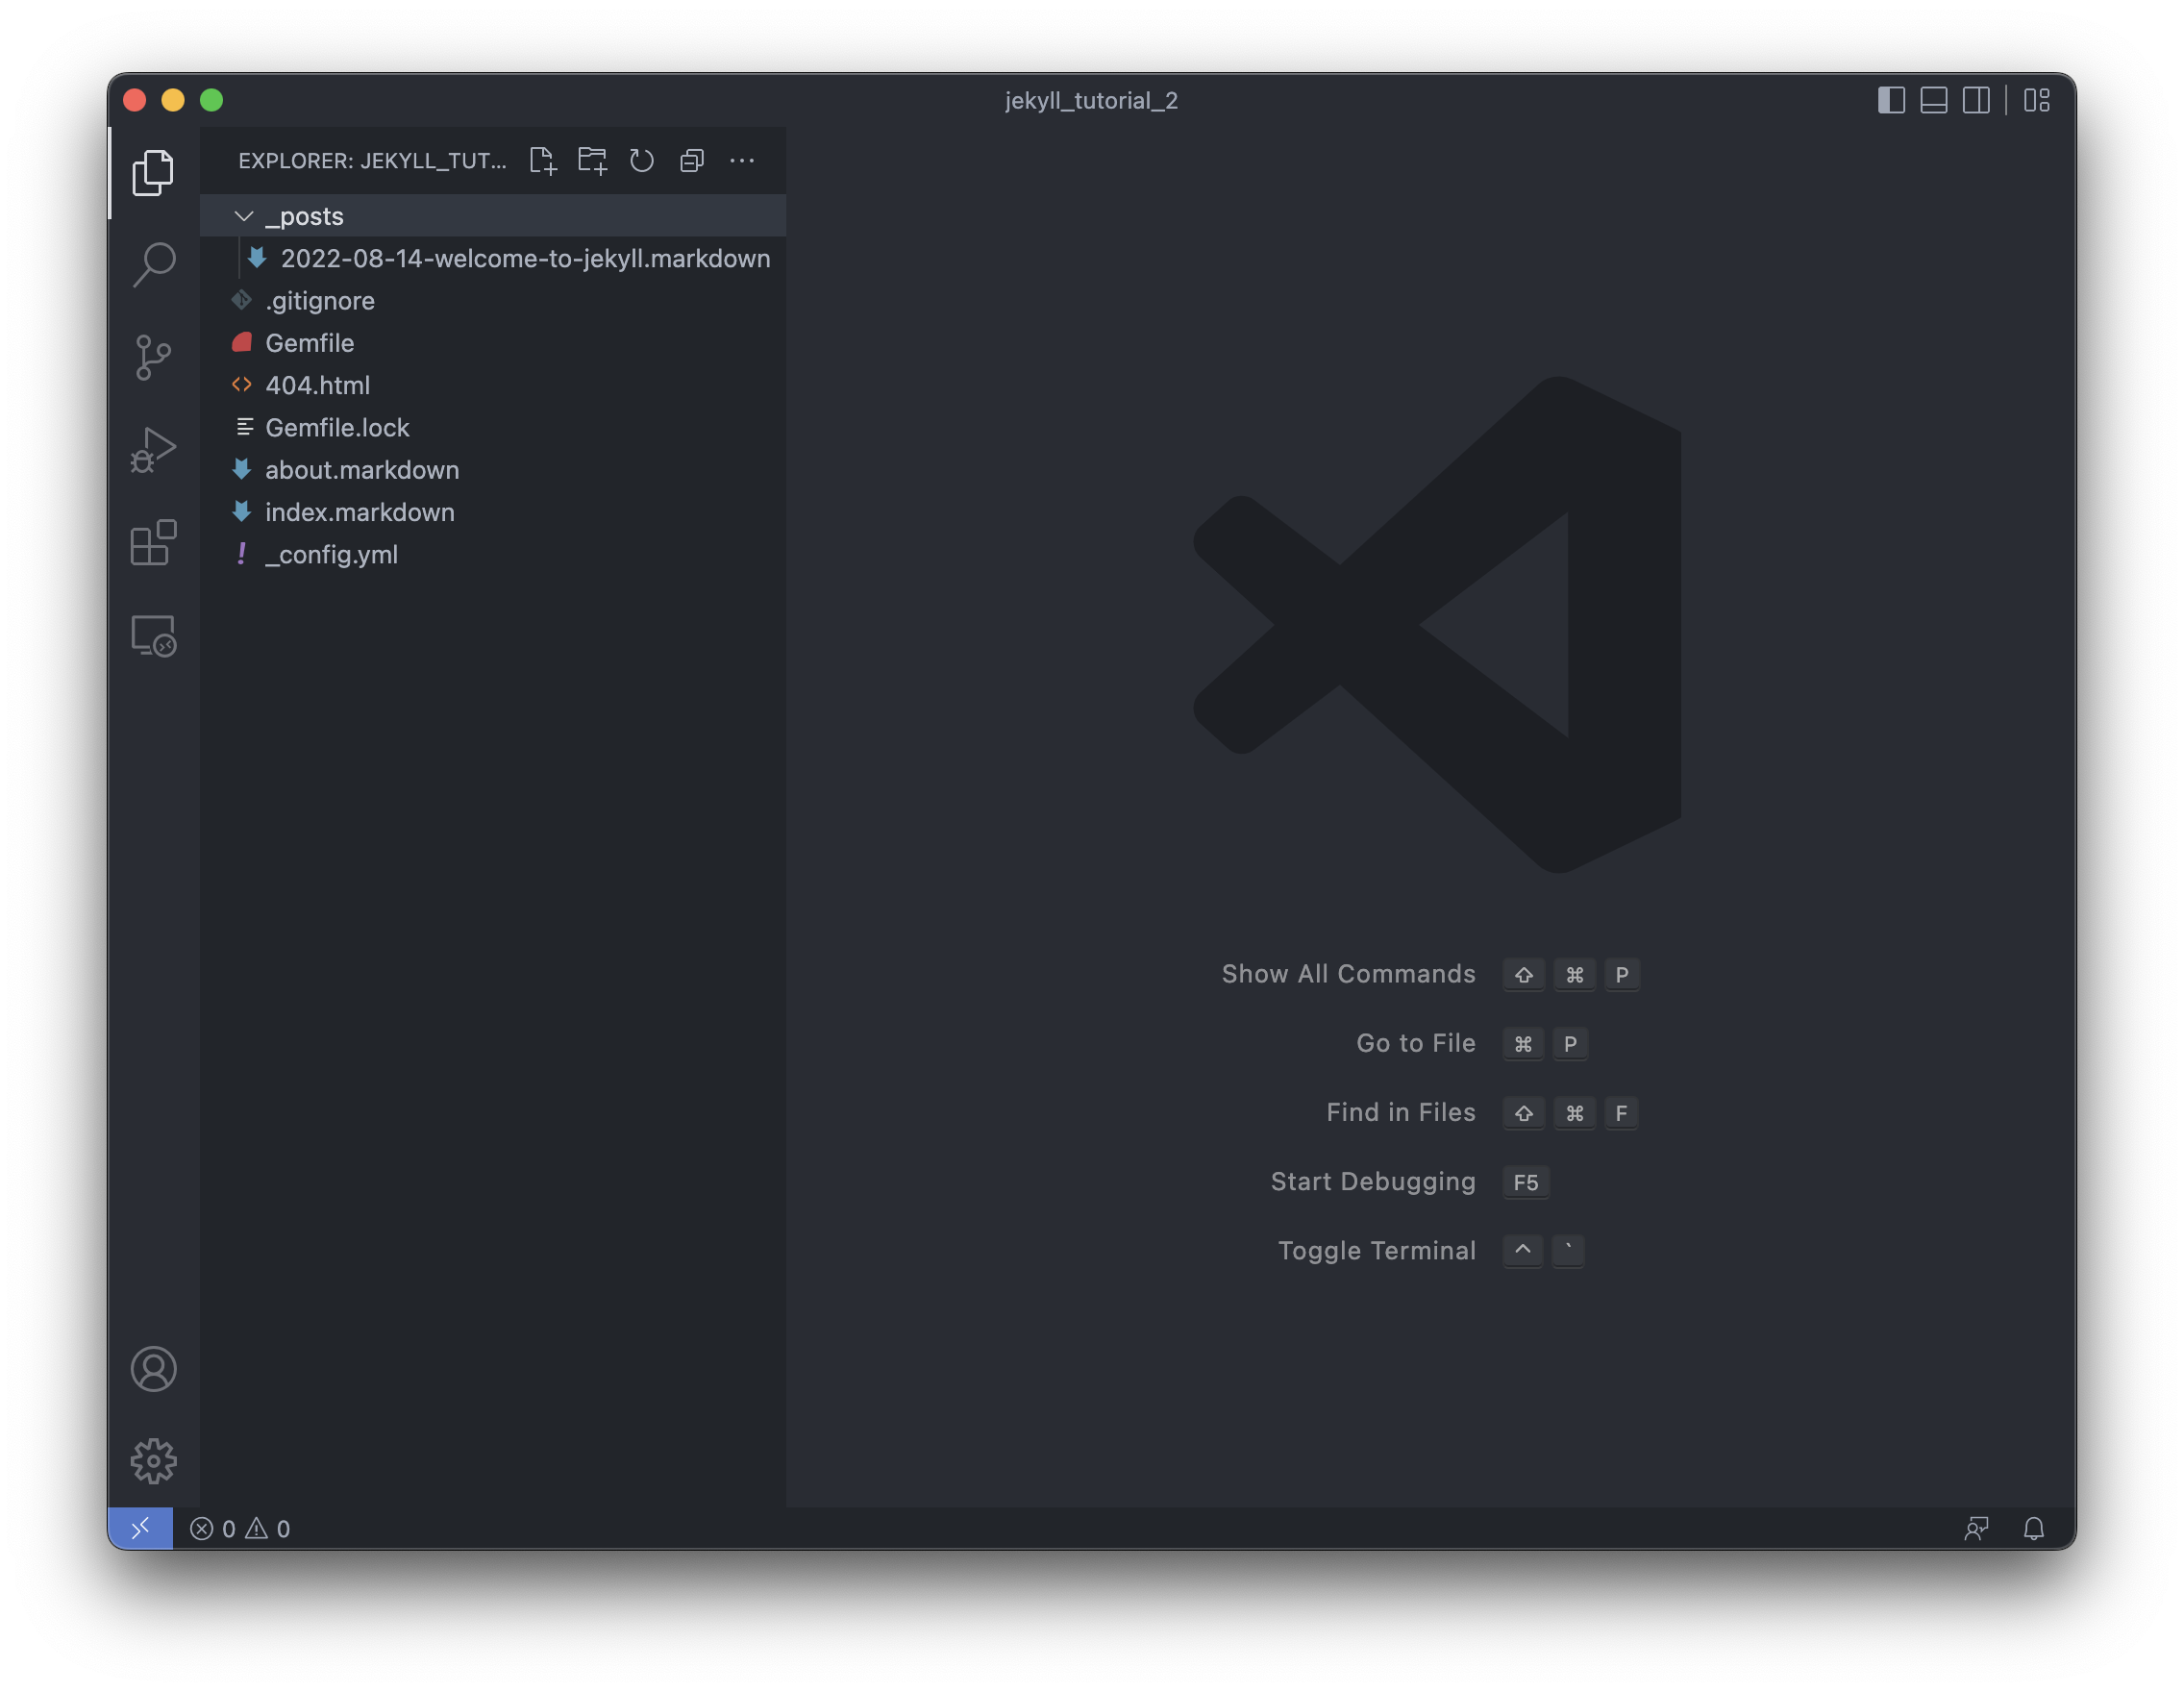 jekyll_tutorial_2
EXPLORER: JEKYLL_TUT...
_posts
2022-08-14-welcome-to-jekyll.markdown
.gitignore
Gemfile
404.html
Gemfile.lock
about.markdown
index.markdown
_config.yml
Show All Commands ⇧ ⌘ P
Go to File ⌘ P
Find in Files ⇧ ⌘ F
Start Debugging F5
Toggle Terminal ^ `
0 0